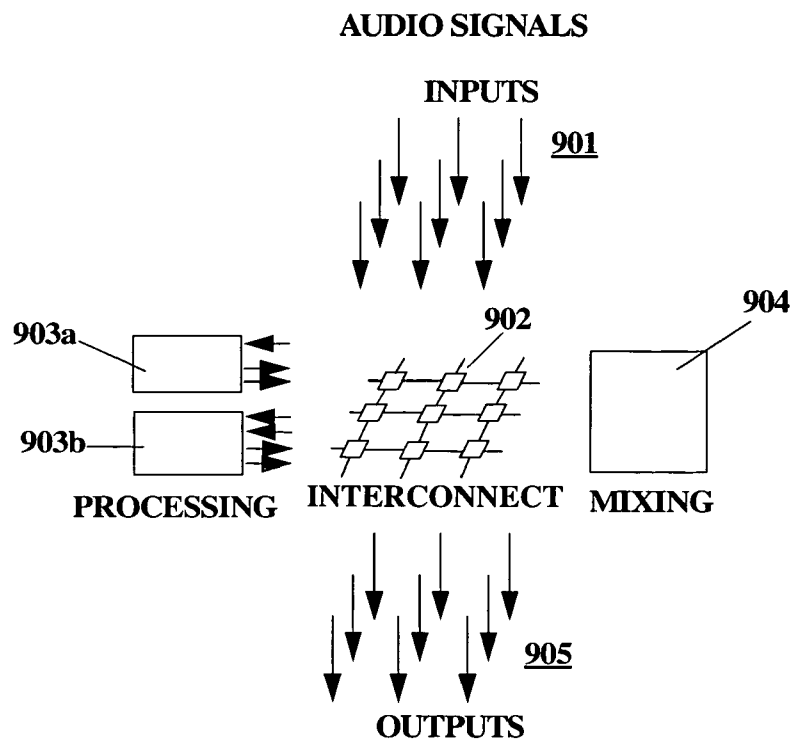 AUDIO SIGNALS
INPUTS
901
902
904
903a
903b
PROCESSING
INTERCONNECT
MIXING
905
OUTPUTS